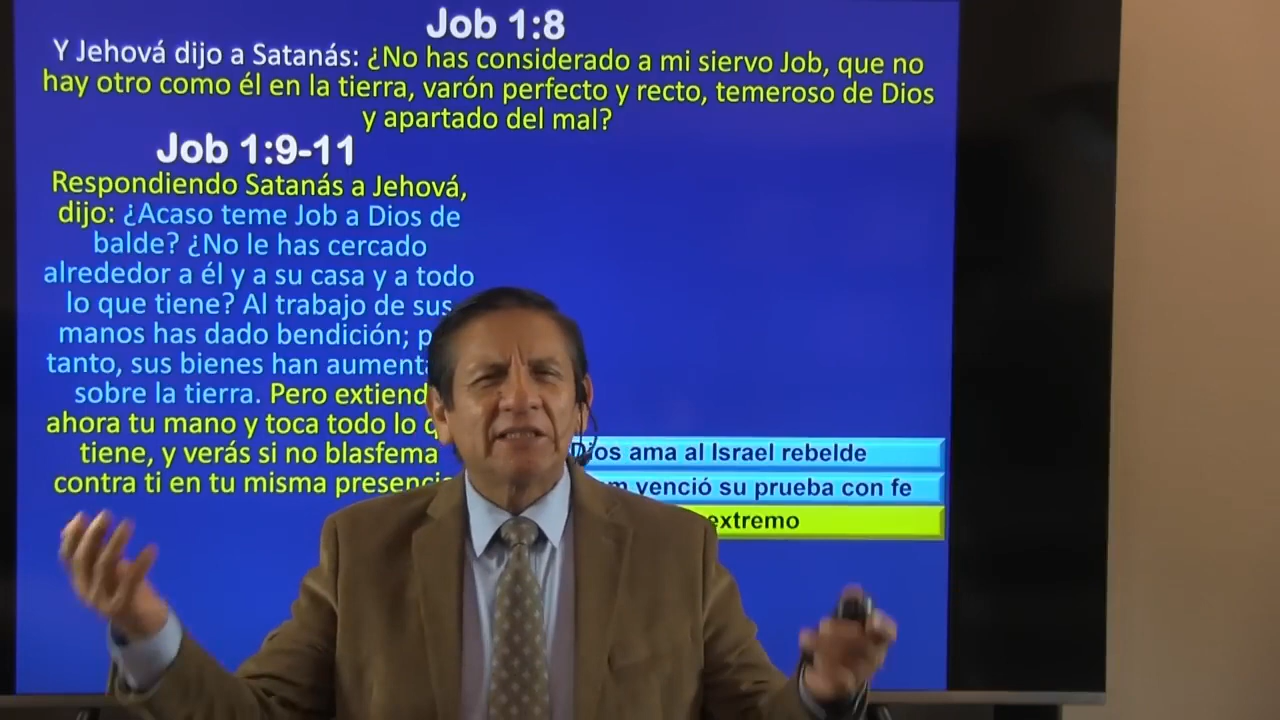 Job 1:8
Y Jehová dijo a Satanás: ¿No has considerado a mi siervo Job, que no
hay otro como él en la tierra, varón perfecto y recto, temeroso de Dios
y apartado del mal?
Job 1:9-11
Respondiendo Satanás a Jehová,
dijo: ¿Acaso teme Job a Dios de
balde? ¿No le has cercado
alrededor a él y a su casa y a todo
lo que tiene? Al trabajo de sus
manos has dado bendición;
tanto, sus bienes han
sobre la tierra. Pero
ahora tu mano y toca todo lo
tiene, y verás si no blasfema
contra ti en tu misma
Dios ama al Israel rebelde
venció su prueba con fe
extremo